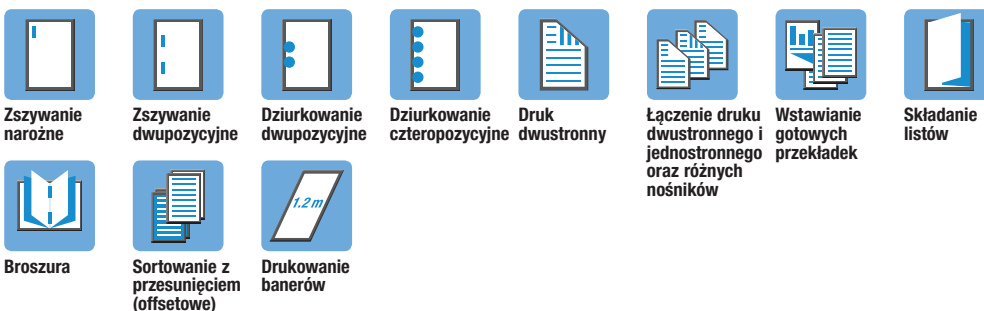 Zszywanie
narożne
Zszywanie
dwupozycyjne
Dziurkowanie
dwupozycyjne
Dziurkowanie
czteropozycyjne
Druk
dwustronny
Łączenie druku
dwustronnego i
jednostronnego
oraz różnych
nośników
Wstawianie
gotowych
przekładek
Składanie
listów
Broszura
Sortowanie z
przesunięciem
(offsetowe)
1.2 m
Drukowanie
banerów